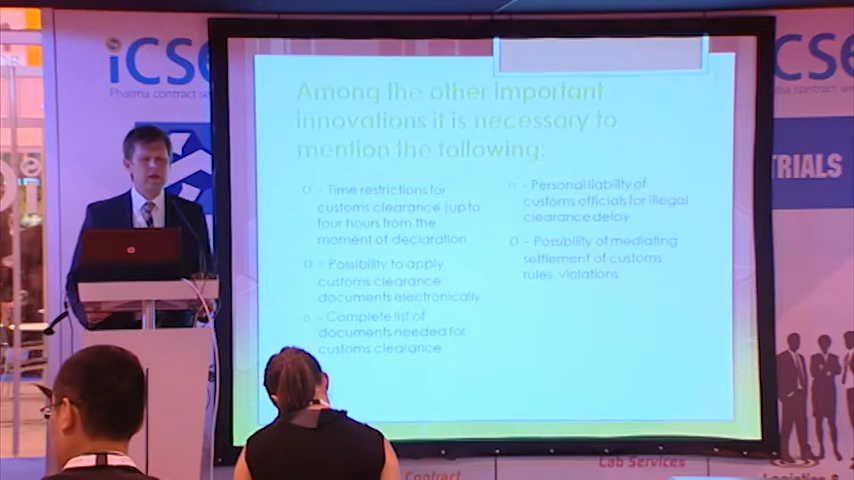 icse
Pharma contract ser
Among the other important
innovations it is necessary to
mention the following:
- Time restrictions for
customs clearance (up to
four hours from the
moment of declaration
- Possibility to apply
customs clearance
documents electronically
- Complete list of
documents needed for
customs clearance
- Personal liability of
customs officials for illegal
clearance delay
- Possibility of mediating
settlement of customs
rules violations
icse
contract se
TRIALS
Contract
Lab Services